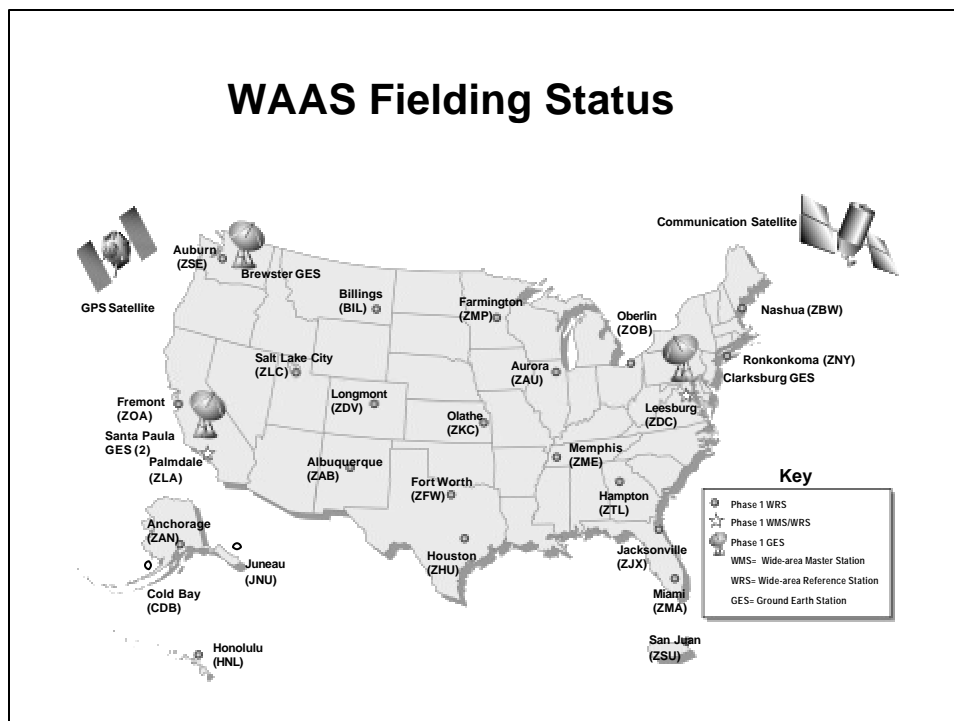 WAAS Fielding Status
Communication Satellite
GPS Satellite
Auburn
(ZSE)
Brewster GES
Billings
(BIL)
Farmington
(ZMP)
Oberlin
(ZOB)
Nashua (ZBW)
Salt Lake City
(ZLC)
Aurora
(ZAU)
Ronkonkoma (ZNY)
Clarksburg GES
Fremont
(ZOA)
Longmont
(ZDV)
Olathe
(ZKC)
Leesburg
(ZDC)
Santa Paula
GES (2)
Palmdale
(ZLA)
Albuquerque
(ZAB)
Fort Worth
(ZFW)
Memphis
(ZME)
Hampton
(ZTL)
Anchorage
(ZAN)
Juneau
(JNU)
Cold Bay
(CDB)
Houston
(ZHU)
Jacksonville
(ZJX)
Miami
(ZMA)
Honolulu
(HNL)
San Juan
(ZSU)
Key
Phase 1 WRS
Phase 1 WMS/WRS
Phase 1 GES
WMS= Wide-area Master Station
WRS= Wide-area Reference Station
GES= Ground Earth Station